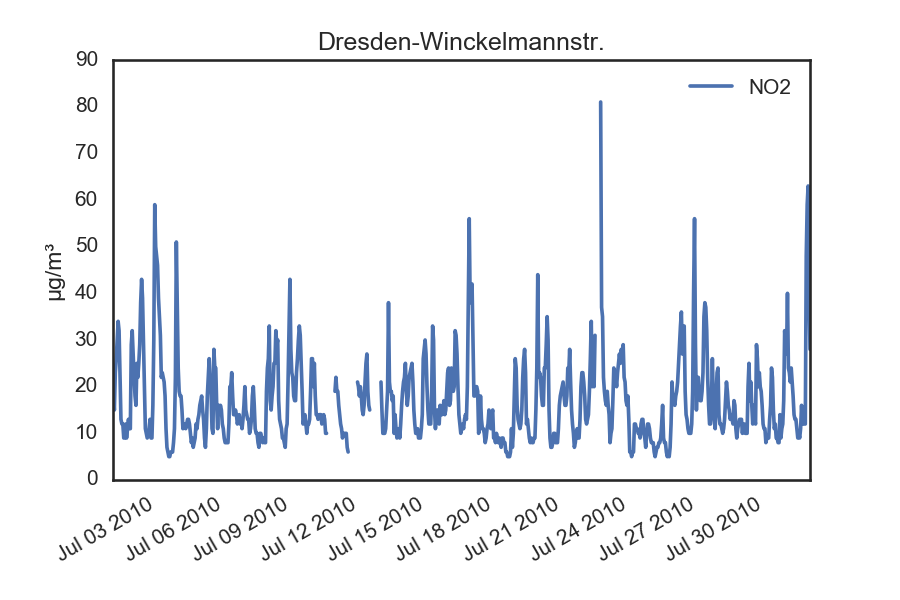 Dresden-Winckelmannstr.
90
80
70
60
50
40
30
20
10
0
µg/m³
NO2
Jul 03 2010
Jul 06 2010
Jul 09 2010
Jul 12 2010
Jul 15 2010
Jul 18 2010
Jul 21 2010
Jul 24 2010
Jul 27 2010
Jul 30 2010